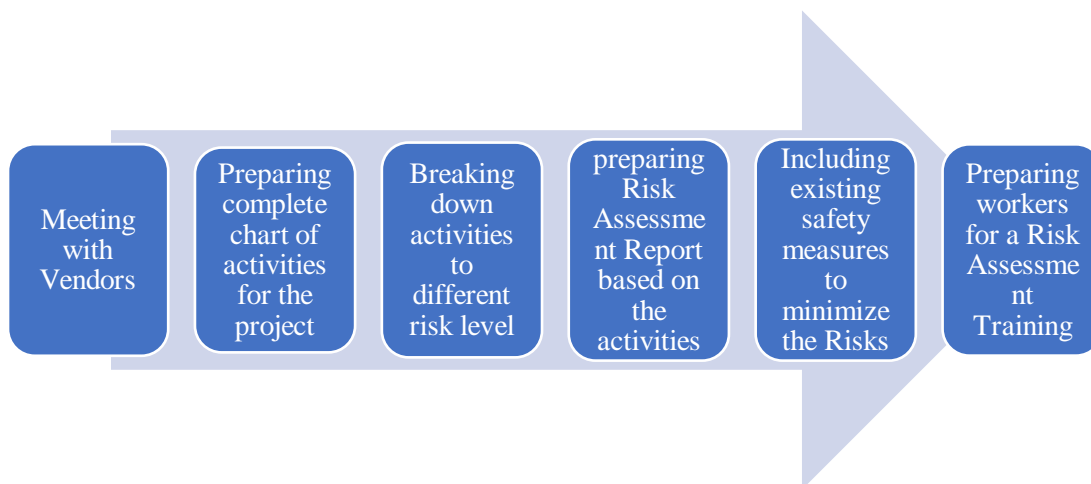 Meeting
with
Vendors
Preparing
complete
chart of
activities
for the
project
Breaking
down
activities
to
different
risk level
preparing
Risk
Assessme
nt Report
based on
the
activities
Including
existing
safety
measures
to
minimize
the Risks
Preparing
workers
for a Risk
Assessme
nt
Training